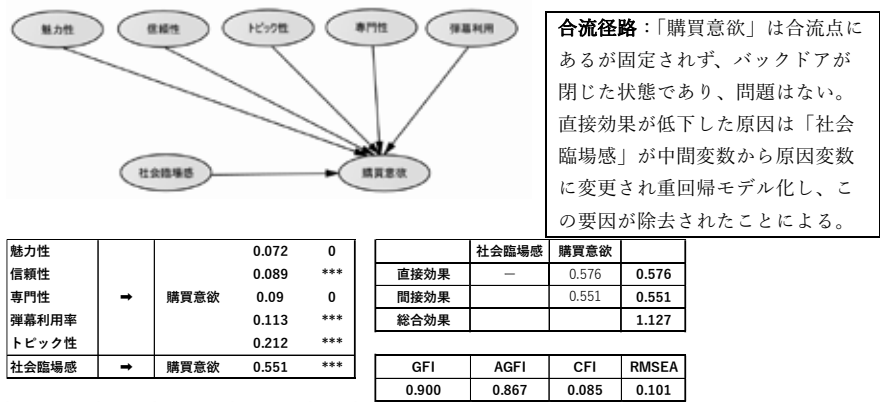 魅力性 信頼性 トピック性 専門性 弾幕利用
社会臨場感 購買意欲
合流経路：「購買意欲」は合流点に
あるが固定されず、バックドアが
閉じた状態であり、問題はない。
直接効果が低下した原因は「社会
臨場感」が中間変数から原因変数
に変更され重回帰モデル化し、こ
の要因が除去されたことによる。
魅力性 0.072 0
信頼性 0.089 ***
専門性 ➡ 購買意欲 0.09 0
弾幕利用率 0.113 ***
トピック性 0.212 ***
社会臨場感 ➡ 購買意欲 0.551 ***
社会臨場感 購買意欲
直接効果 － 0.576 0.576
間接効果 0.551 0.551
総合効果 1.127
GFI AGFI CFI RMSEA
0.900 0.867 0.085 0.101